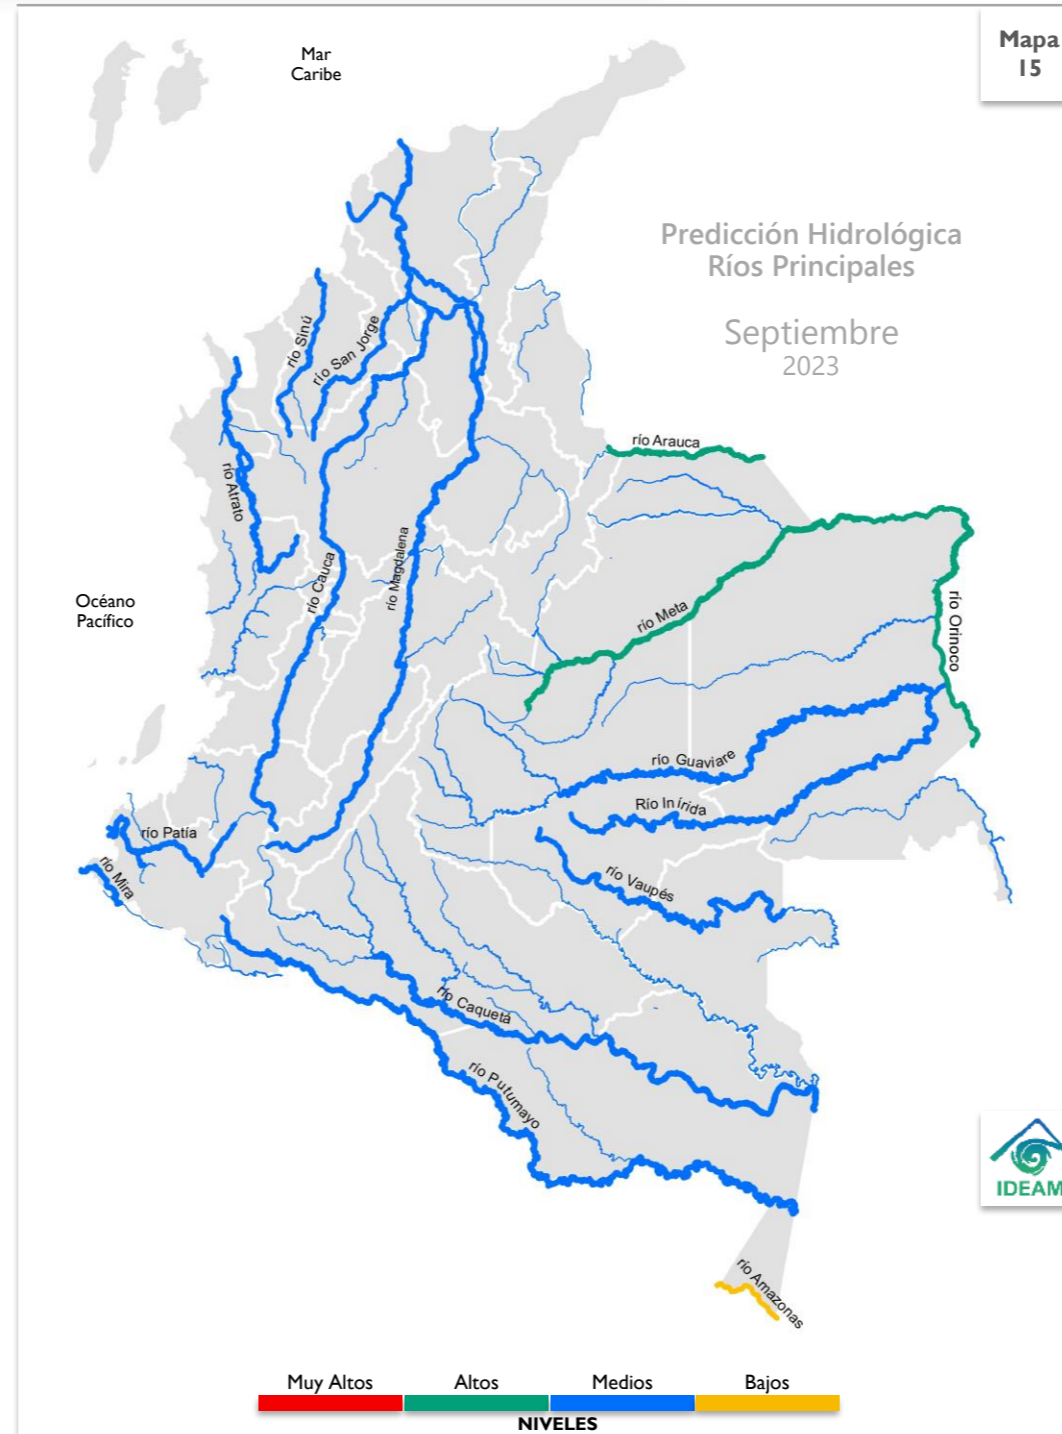 Mapa
15
Mar
Caribe
Predicción Hidrológica
Ríos Principales
Septiembre
2023
río Sinú
río San Jorge
río Arauca
río Atrato
río Cauca
río Magdalena
río Meta
río Orinoco
Océano
Pacífico
río Guaviare
Río Inírida
río Patía
río Mira
río Vaupés
río Caquetá
río Putumayo
IDEAM
río Amazonas
Muy Altos
Altos
Medios
Bajos
NIVELES